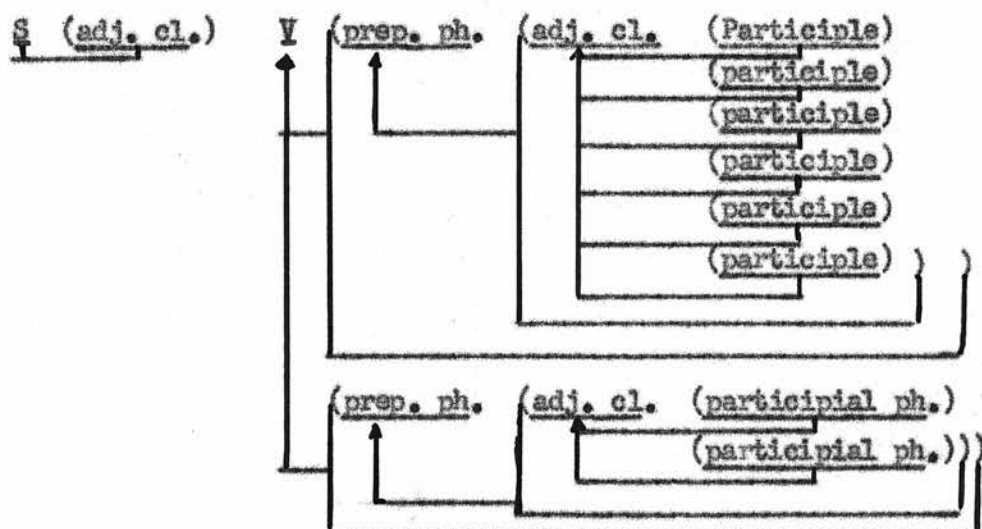 S (adj. cl.) V (prep. ph. (adj. cl. (Participle)
(participle)
(participle)
(participle)
(participle)
(participle) ) )
(prep. ph. (adj. cl. (participial ph.)
(participial ph.)))